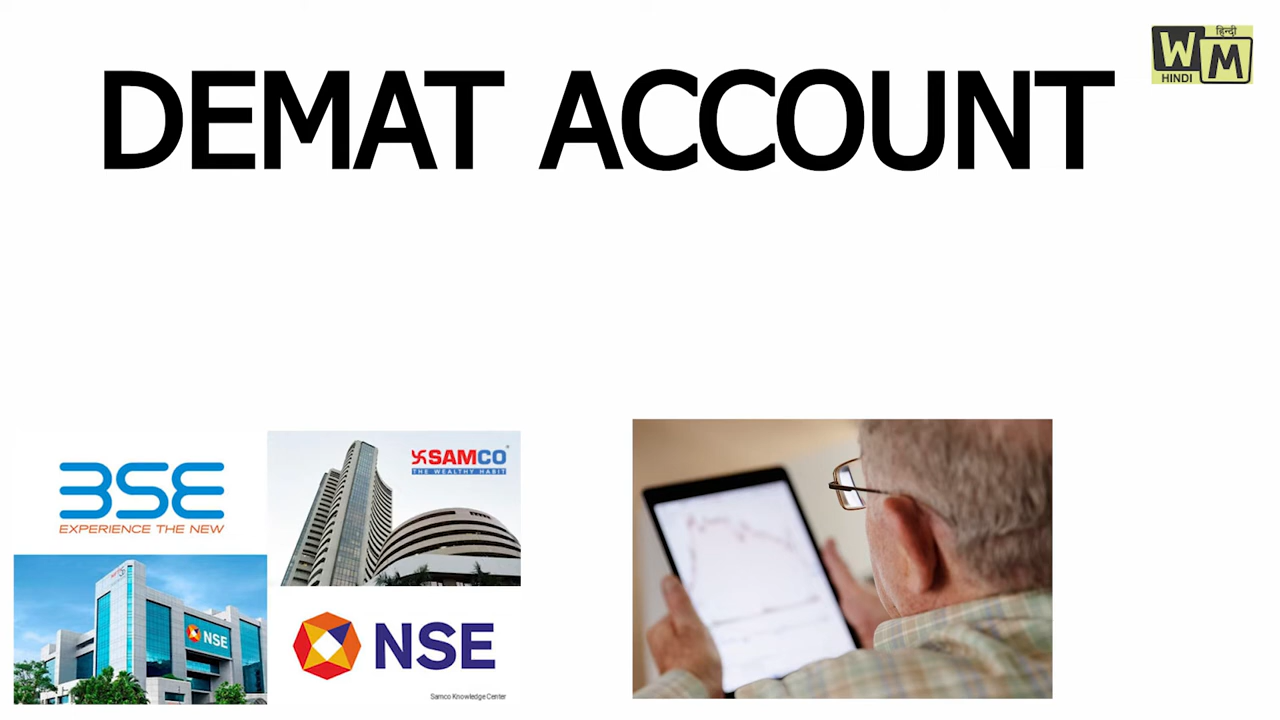 DEMAT ACCOUNT
हिन्दी
WM
HINDI
BSE
EXPERIENCE THE NEW
SAMCO
THE WEALTHY HABIT
NSE
NSE
Samco Knowledge Center